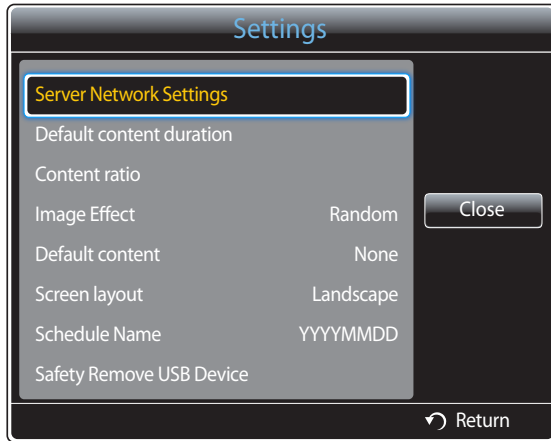 Settings
Server Network Settings
Default content duration
Content ratio
Image Effect Random
Close
Default content None
Screen layout Landscape
Schedule Name YYYYMMDD
Safety Remove USB Device
Return